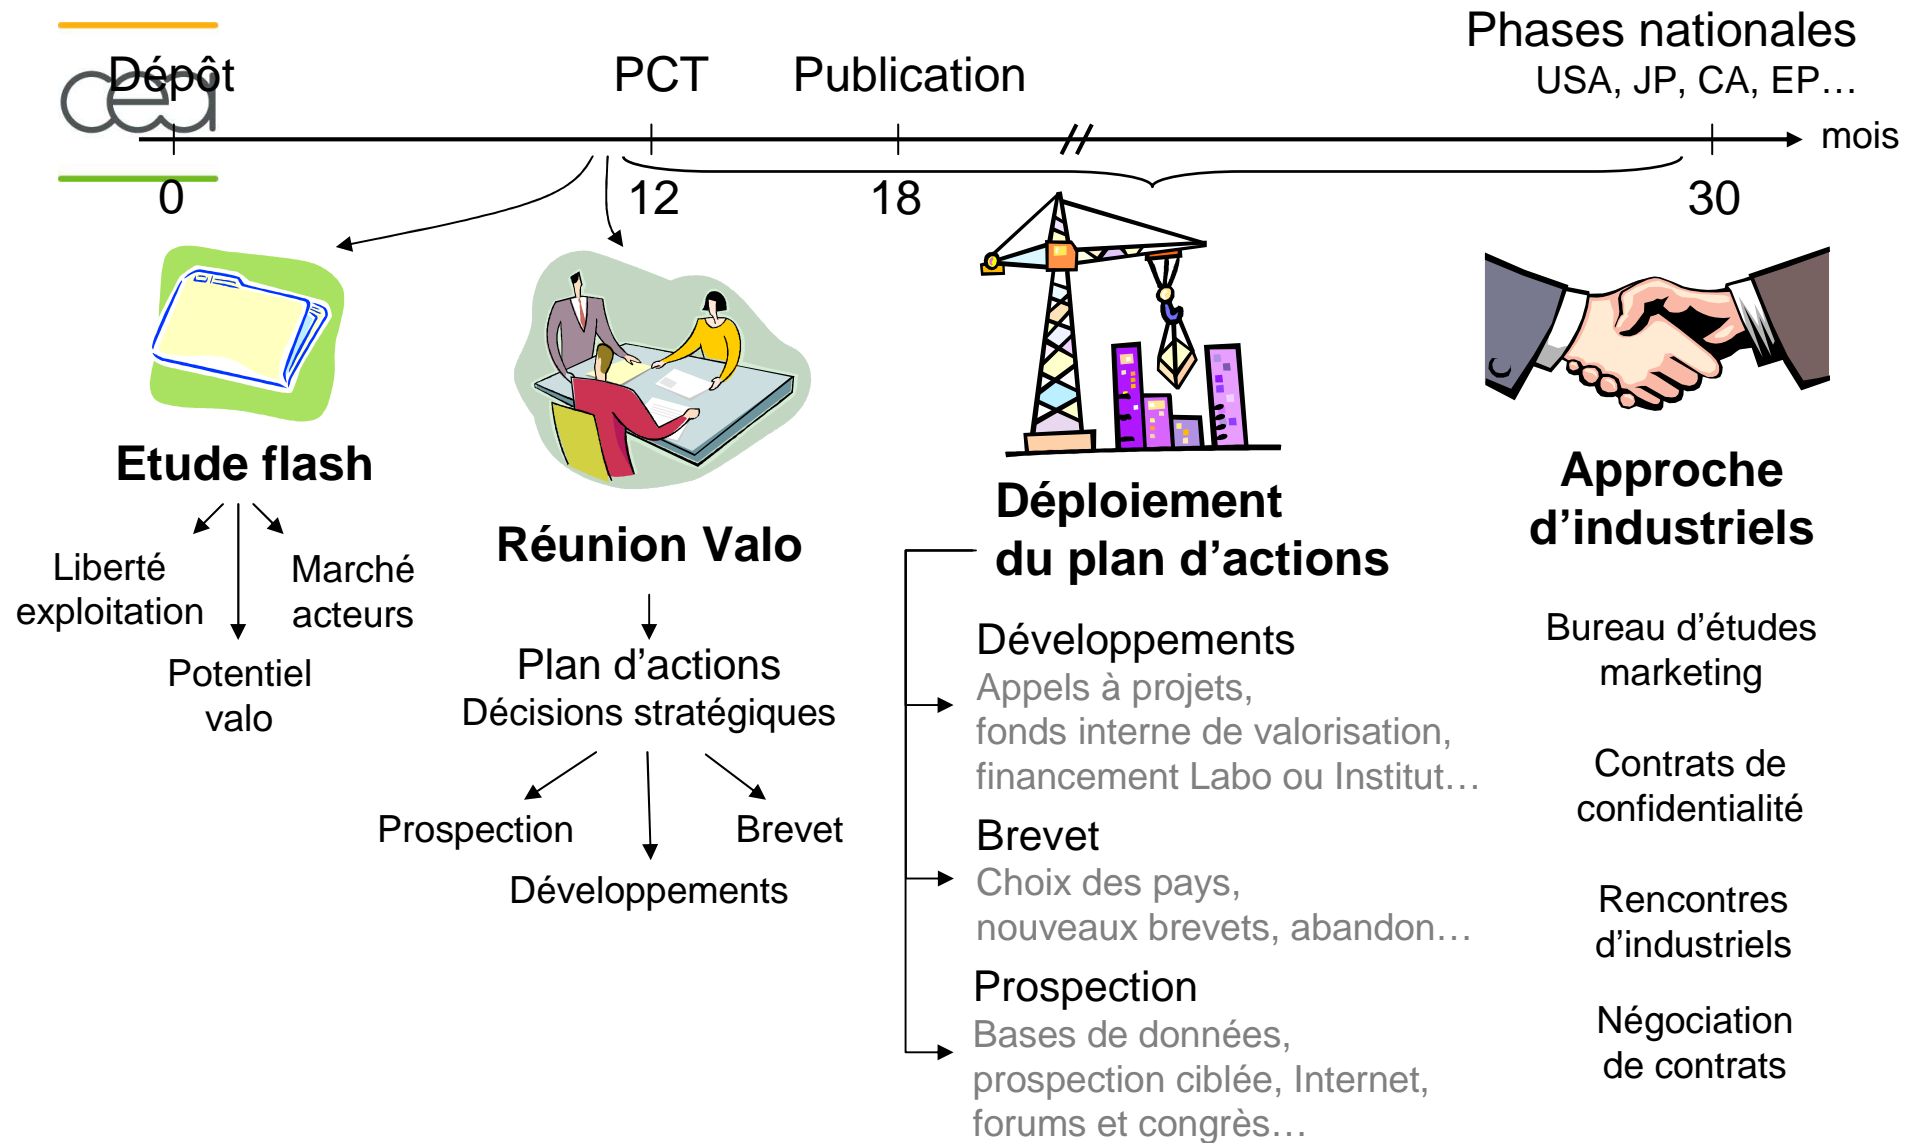 Phases nationales
Dépôt
PCT
Publication
USA, JP, CA, EP…
cea
mois
0
12
18
30
Etude flash
Liberté
exploitation
Marché
acteurs
Potentiel
valo
Réunion Valo
Plan d’actions
Décisions stratégiques
Prospection
Brevet
Développements
Déploiement
du plan d’actions
Développements
Appels à projets,
fonds interne de valorisation,
financement Labo ou Institut…
Brevet
Choix des pays,
nouveaux brevets, abandon…
Prospection
Bases de données,
prospection ciblée, Internet,
forums et congrès…
Approche
d’industriels
Bureau d’études
marketing
Contrats de
confidentialité
Rencontres
d’industriels
Négociation
de contrats